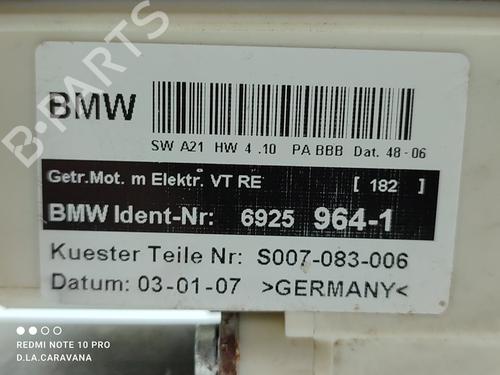 B-PARTS
BMW
SW A21 HW 4 .10 PA BBB Dat. 48-06
Getr.Mot. m Elektr. VT RE [ 182 ]
BMW Ident-Nr: 6925 964-1
Kuester Teile Nr: S007-083-006
Datum: 03-01-07 >GERMANY<
REDMI NOTE 10 PRO
D.LA.CARAVANA